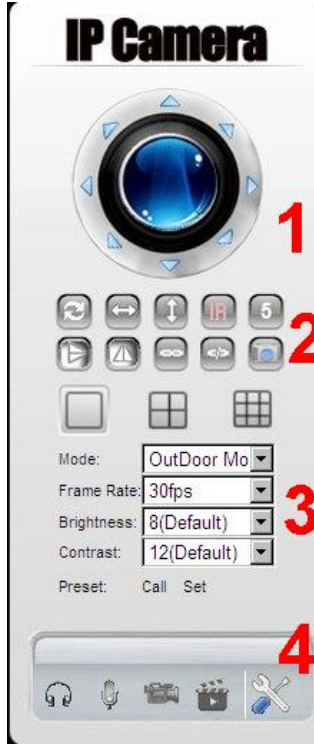 IP Camera
1
IR 5
2
Mode: OutDoor Mo
Frame Rate: 30fps
Brightness: 8(Default)
3
Contrast: 12(Default)
Preset: Call Set
4